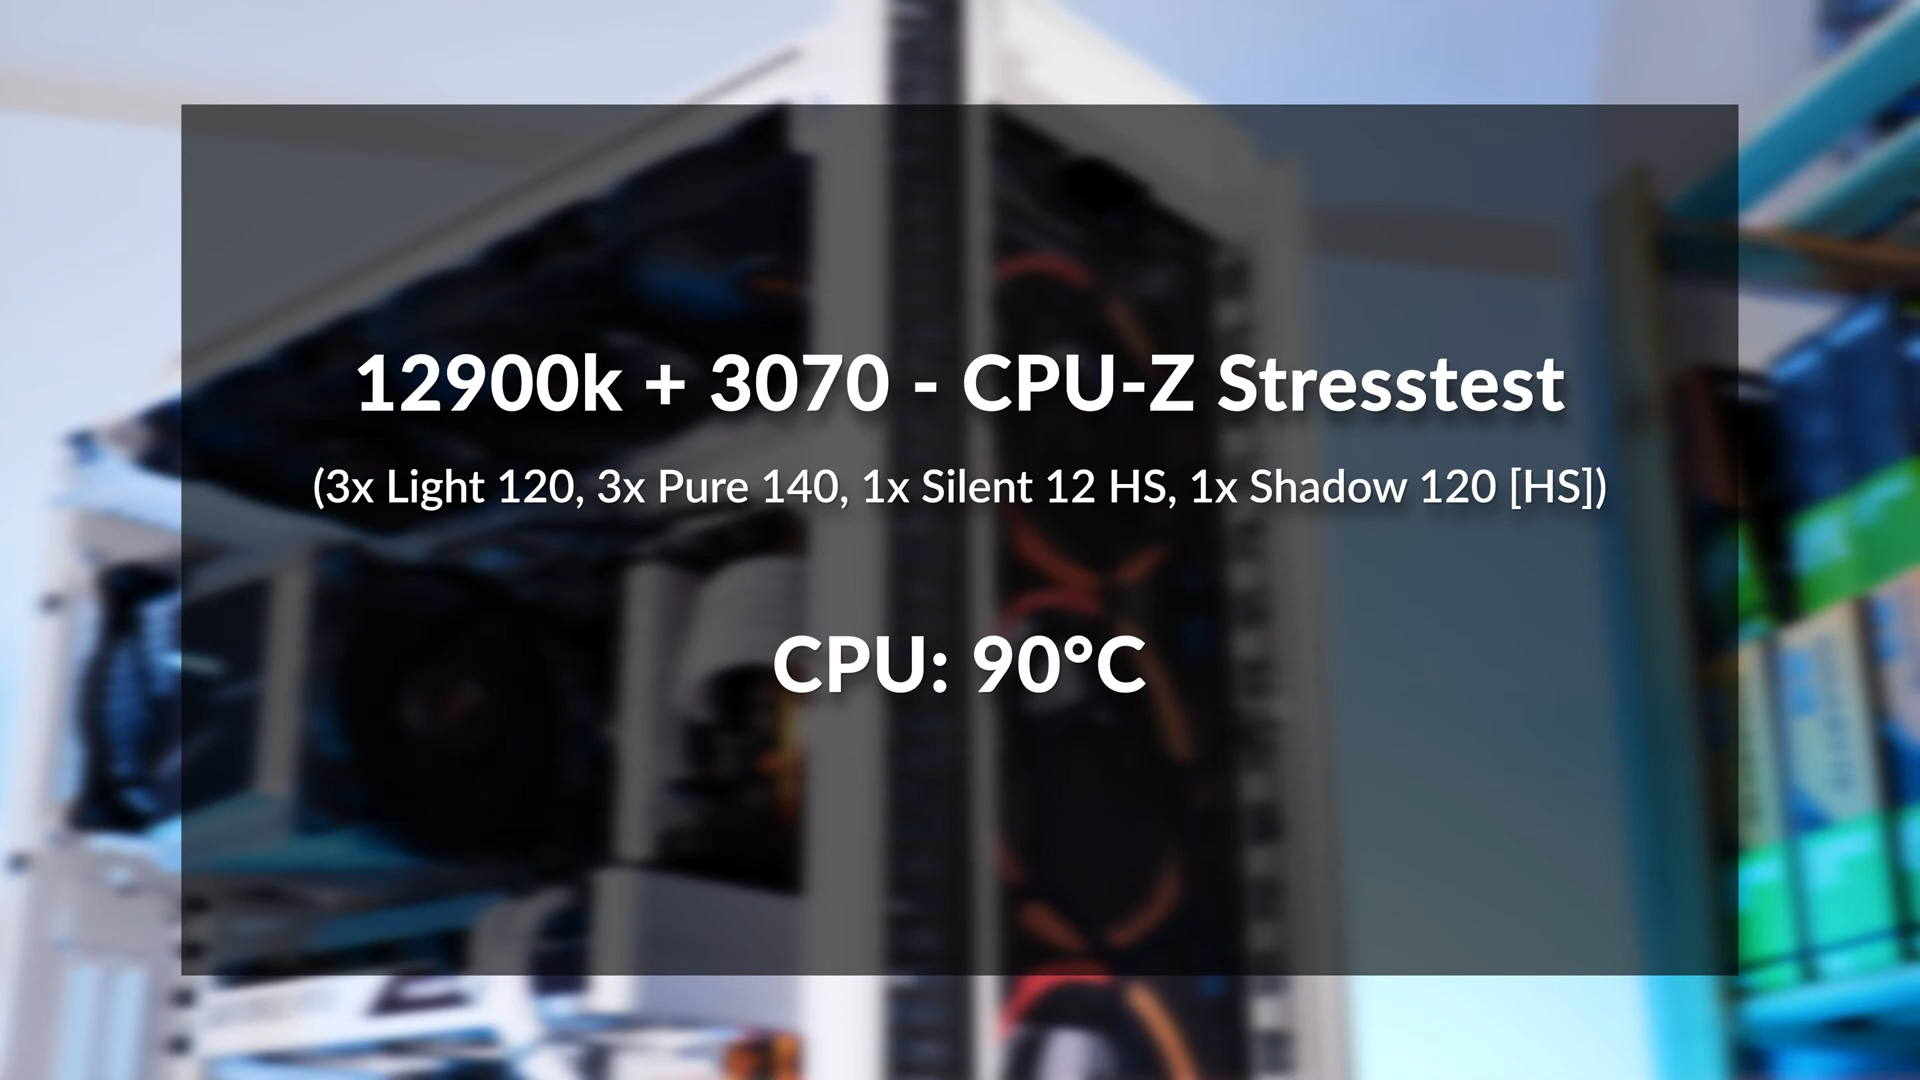 12900k + 3070 - CPU-Z Stresstest
(3x Light 120, 3x Pure 140, 1x Silent 12 HS, 1x Shadow 120 [HS])
CPU: 90°C